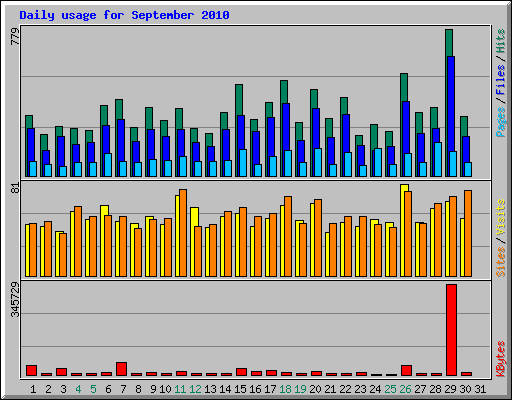 Daily usage for September 2010
779
Pages / Files / Hits
81
Sites / Visits
345729
KBytes
1 2 3 4 5 6 7 8 9 10 11 12 13 14 15 16 17 18 19 20 21 22 23 24 25 26 27 28 29 30 31